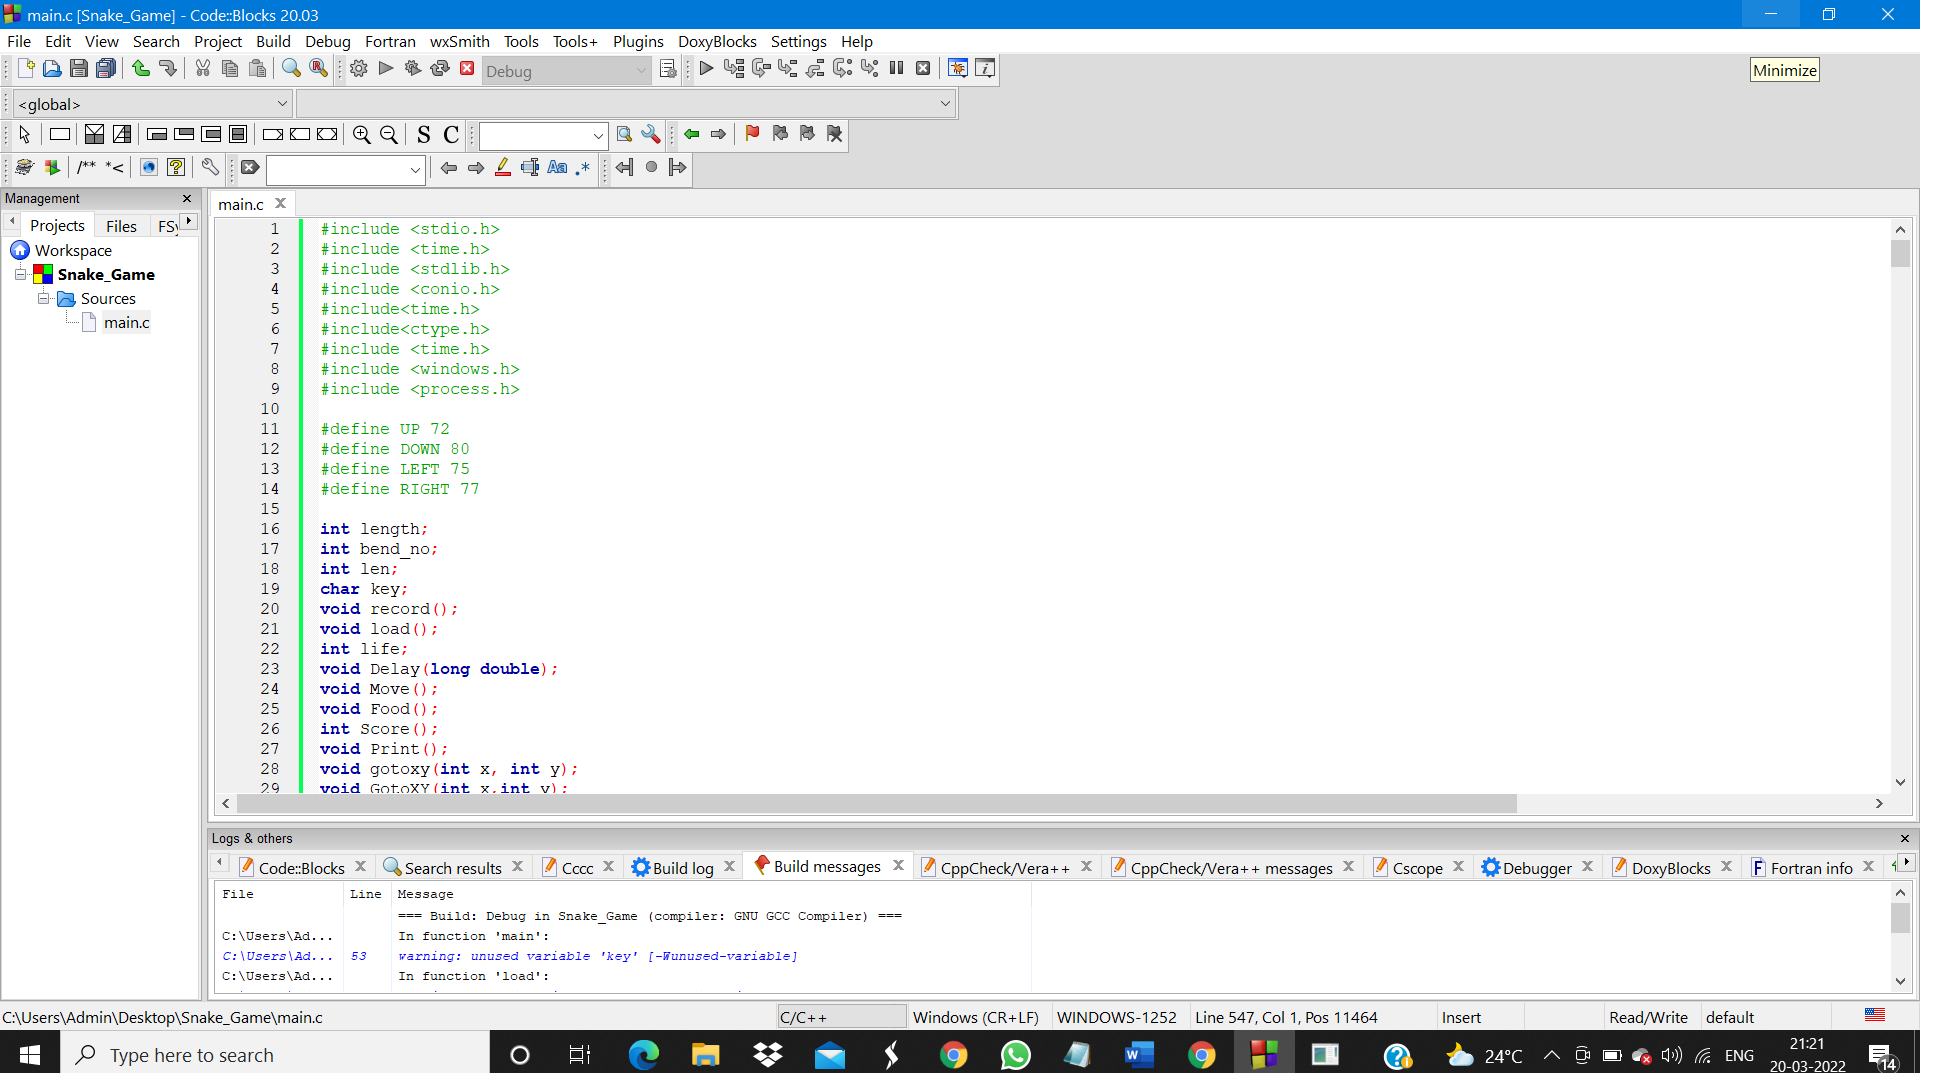 main.c [Snake_Game] - Code::Blocks 20.03
File Edit View Search Project Build Debug Fortran wxSmith Tools Tools+ Plugins DoxyBlocks Settings Help
Debug
Minimize
<global>
S C
/** *<
Aa .*
Management
Projects Files FSy
Workspace
Snake_Game
Sources
main.c
main.c
1 #include <stdio.h>
2 #include <time.h>
3 #include <stdlib.h>
4 #include <conio.h>
5 #include<time.h>
6 #include<ctype.h>
7 #include <time.h>
8 #include <windows.h>
9 #include <process.h>
10
11 #define UP 72
12 #define DOWN 80
13 #define LEFT 75
14 #define RIGHT 77
15
16 int length;
17 int bend_no;
18 int len;
19 char key;
20 void record();
21 void load();
22 int life;
23 void Delay(long double);
24 void Move();
25 void Food();
26 int Score();
27 void Print();
28 void gotoxy(int x, int y);
29 void GotoXY(int x,int y);
Logs & others
Code::Blocks Search results Cccc Build log Build messages CppCheck/Vera++ CppCheck/Vera++ messages Cscope Debugger DoxyBlocks Fortran info
File Line Message
=== Build: Debug in Snake_Game (compiler: GNU GCC Compiler) ===
C:\Users\Ad... In function 'main':
C:\Users\Ad... 53 warning: unused variable 'key' [-Wunused-variable]
C:\Users\Ad... In function 'load':
C:\Users\Admin\Desktop\Snake_Game\main.c C/C++ Windows (CR+LF) WINDOWS-1252 Line 547, Col 1, Pos 11464 Insert Read/Write default
Type here to search
24°C ENG 21:21
20-03-2022 14